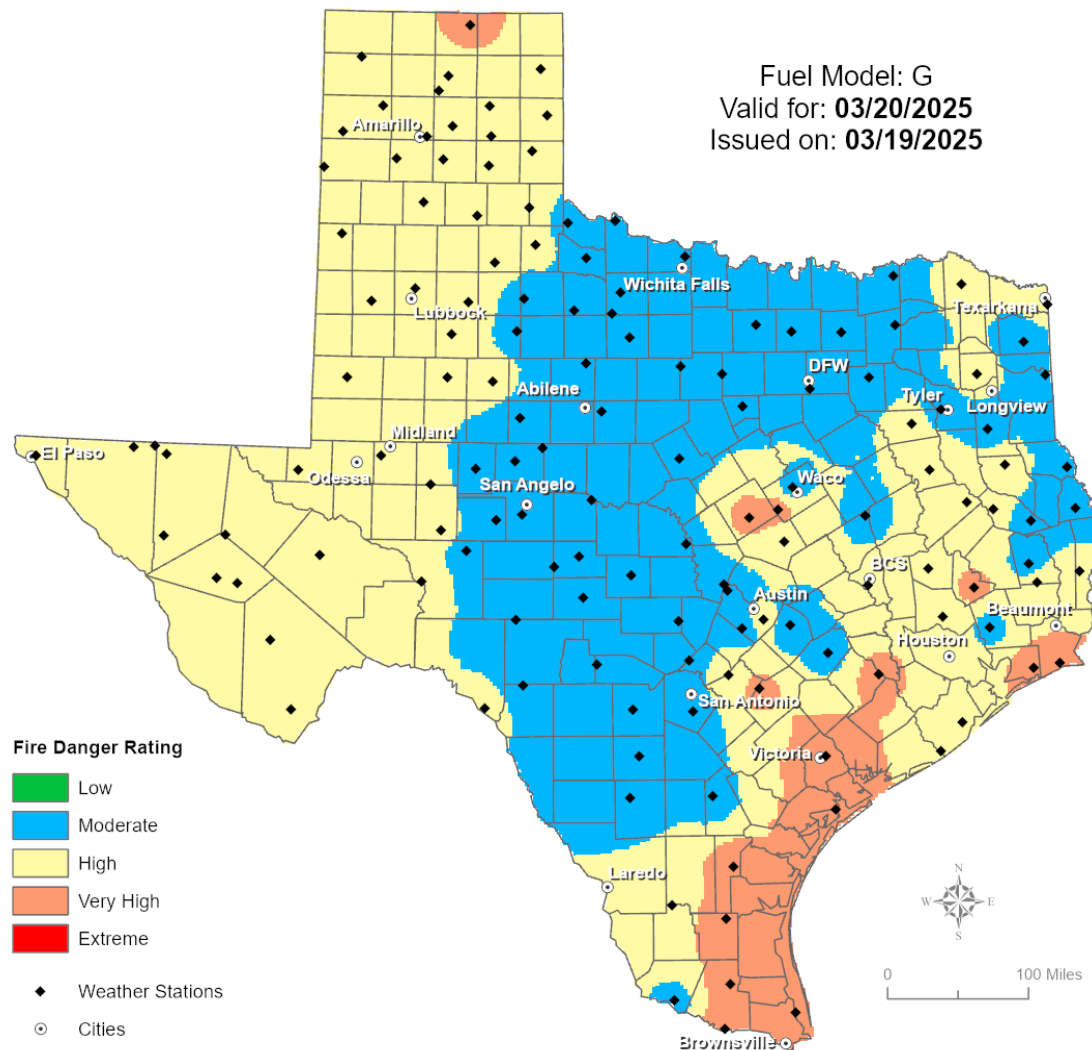 Fuel Model: G
Valid for: 03/20/2025
Issued on: 03/19/2025
Amarillo
Wichita Falls
Lubbock
Texarkana
DFW
Abilene
Tyler
Longview
Midland
El Paso
Odessa
San Angelo
Waco
BCS
Austin
Beaumont
Houston
San Antonio
Victoria
Laredo
Brownsville
Fire Danger Rating
Low
Moderate
High
Very High
Extreme
Weather Stations
Cities
N
W E
S
0 100 Miles